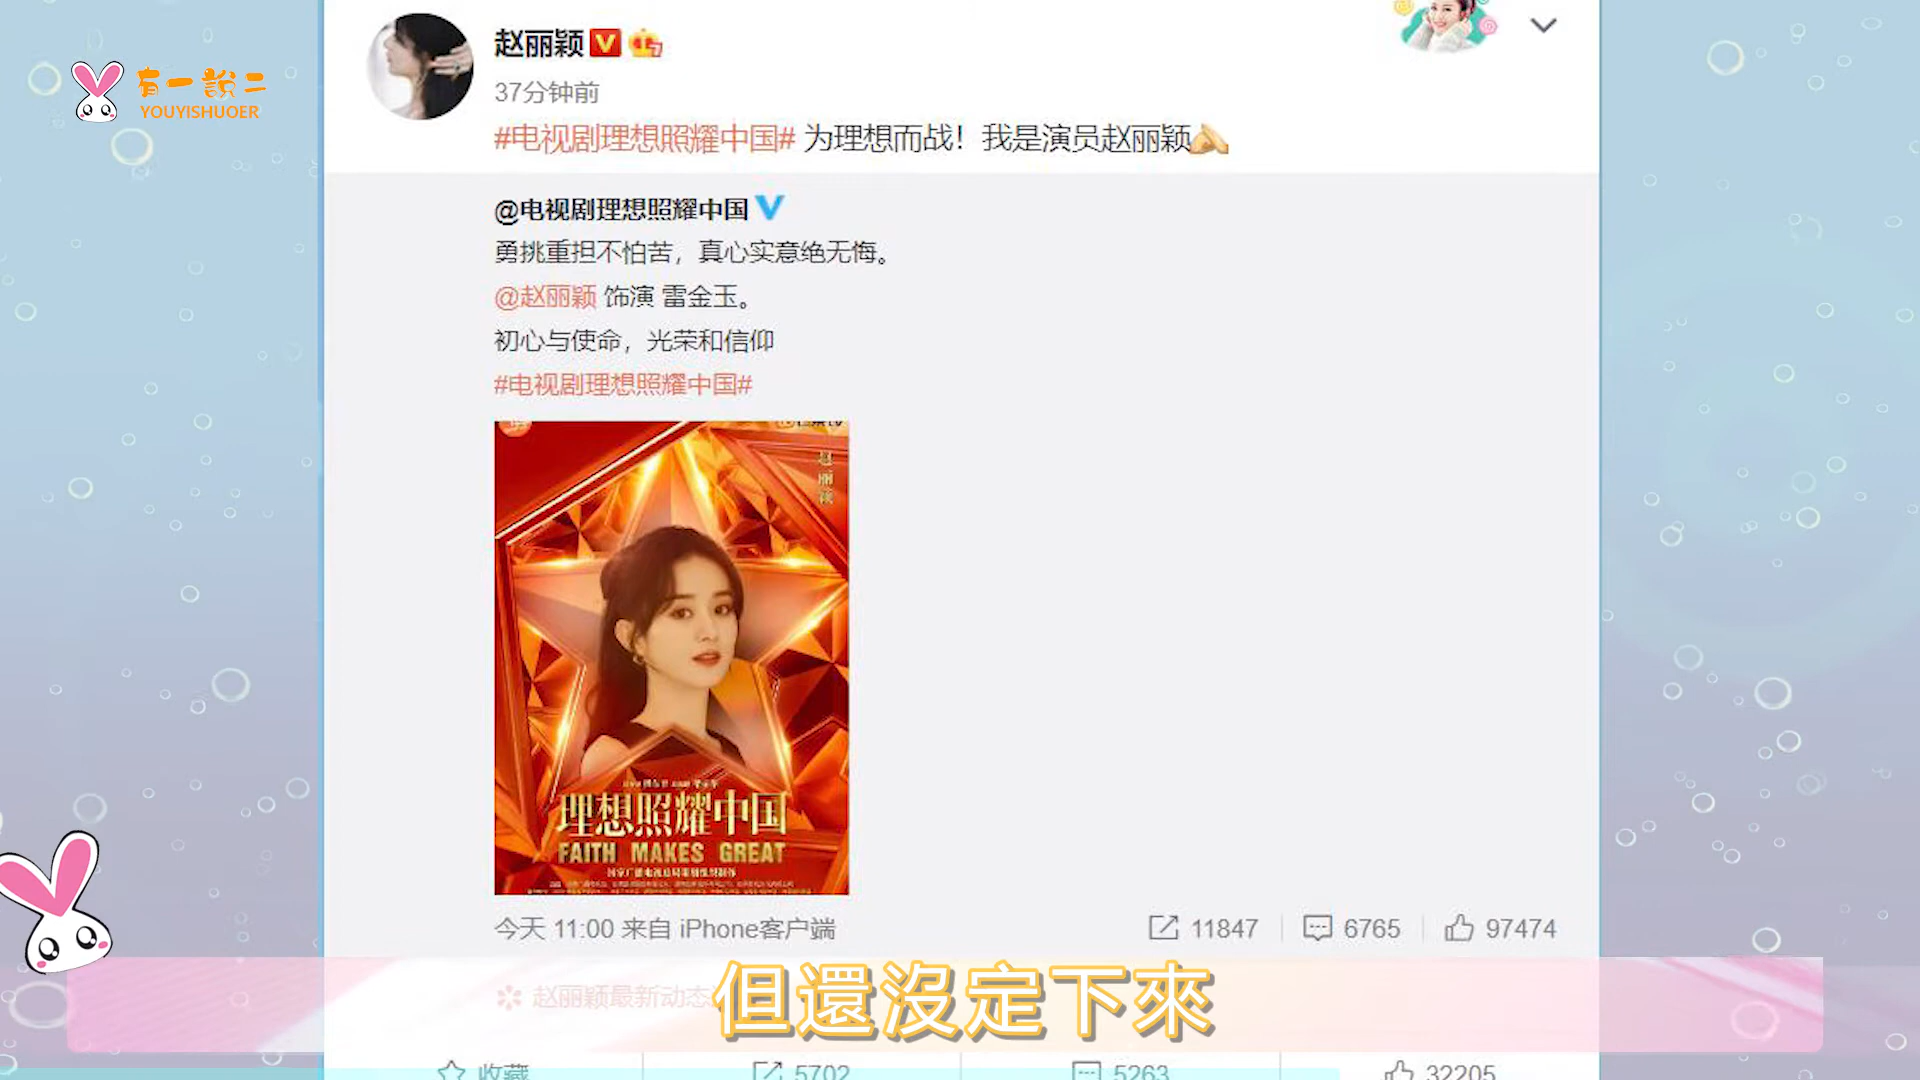 赵丽颖
37分钟前
#电视剧理想照耀中国# 为理想而战！我是演员赵丽颖
有一說二
YOUYISHUOER
@电视剧理想照耀中国
勇挑重担不怕苦，真心实意绝无悔。
@赵丽颖 饰演 雷金玉。
初心与使命，光荣和信仰
#电视剧理想照耀中国#
赵丽颖
理想照耀中国
FAITH MAKES GREAT
今天 11:00 来自 iPhone客户端
11847
6765
97474
赵丽颖最新动态
但還沒定下來
收藏
5702
5263
32205